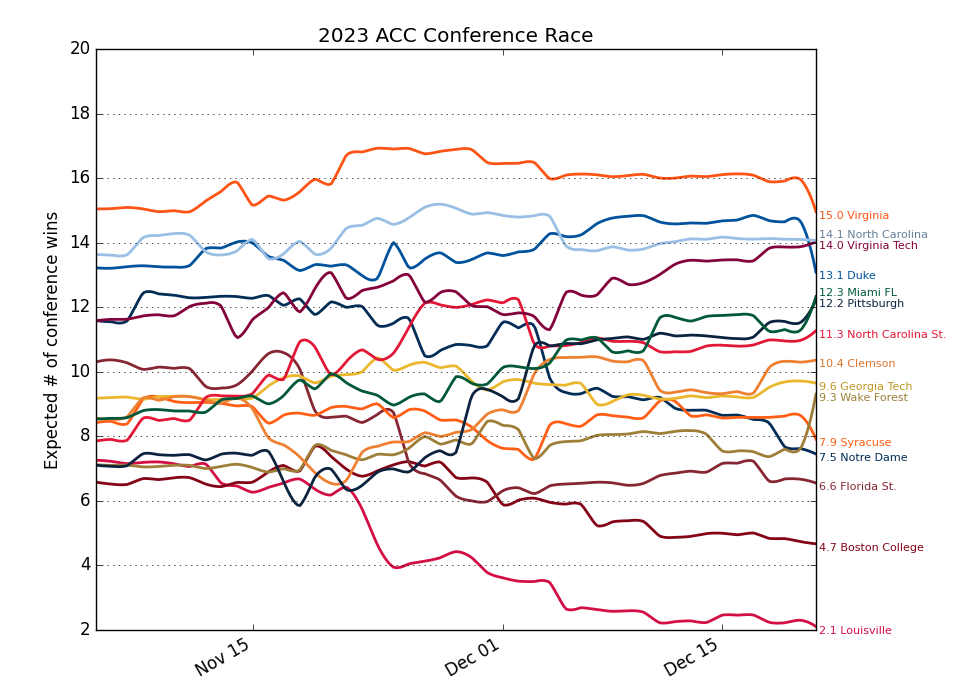 2023 ACC Conference Race
Expected # of conference wins
20
18
16
14
12
10
8
6
4
2
Nov 15
Dec 01
Dec 15
15.0 Virginia
14.1 North Carolina
14.0 Virginia Tech
13.1 Duke
12.3 Miami FL
12.2 Pittsburgh
11.3 North Carolina St.
10.4 Clemson
9.6 Georgia Tech
9.3 Wake Forest
7.9 Syracuse
7.5 Notre Dame
6.6 Florida St.
4.7 Boston College
2.1 Louisville